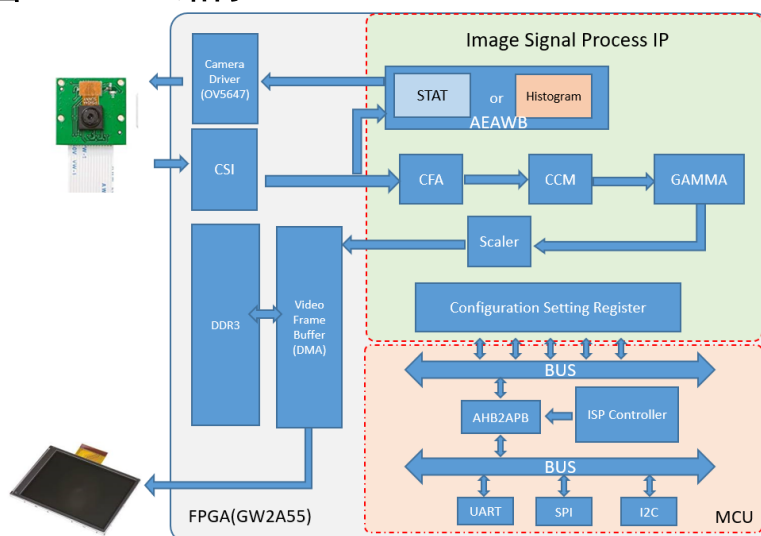 Image Signal Process IP
Camera
Driver
(OV5647)
STAT
or
Histogram
AEAWB
CSI
CFA
CCM
GAMMA
Scaler
DDR3
Video
Frame
Buffer
(DMA)
Configuration Setting Register
BUS
AHB2APB
ISP Controller
BUS
UART
SPI
I2C
FPGA(GW2A55)
MCU